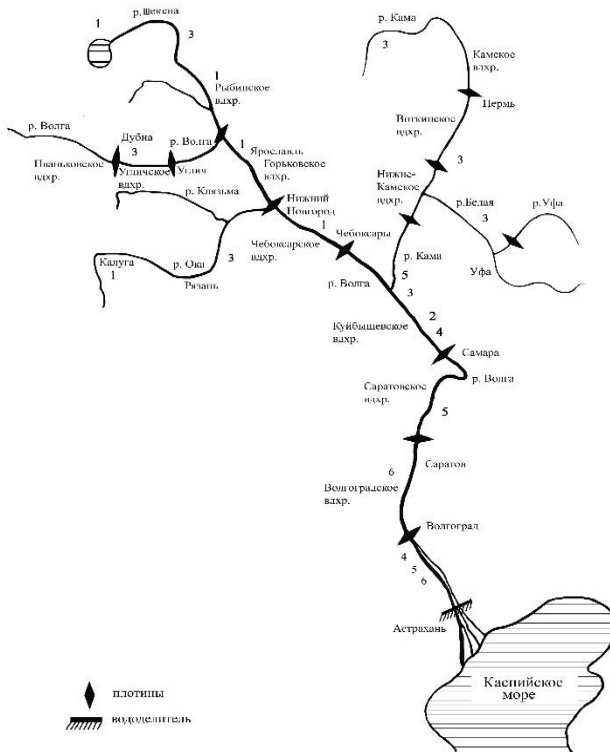 1
р. Шексна
3
1
Рыбинское
вдхр.
р. Кама
3
Камское
вдхр.
Пермь
Воткинское
вдхр.
3
р. Волга
Дубна
3
р. Волга
Иваньковское
вдхр.
Угличское
вдхр.
Углич
1
Ярославль
Горьковское
вдхр.
Нижне-
Камское
вдхр.
р.Белая
3
р.Уфа
Уфа
р. Клязьма
Нижний
Новгород
1
Чебоксары
Чебоксарское
вдхр.
Калуга
1
р. Ока
Рязань
3
р. Кама
5
3
р. Волга
2
4
Куйбышевское
вдхр.
Самара
р. Волга
Саратовское
вдхр.
5
Саратов
6
Волгоградское
вдхр.
Волгоград
4
5
6
Астрахань
Каспийское
море
плотины
вододелитель